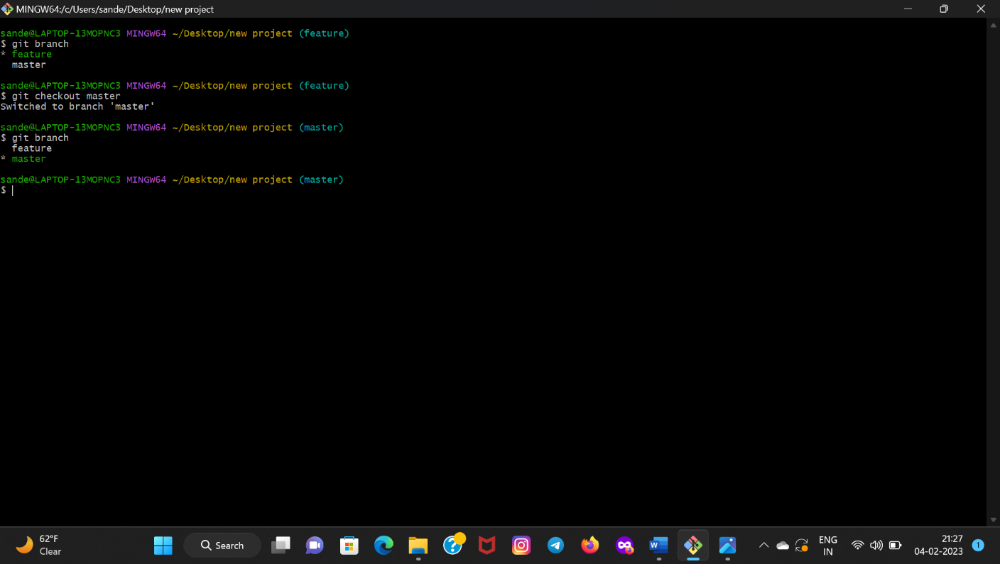 MINGW64:/c/Users/sande/Desktop/new project
sande@LAPTOP-13MOPNC3 MINGW64 ~/Desktop/new project (feature)
$ git branch
* feature
  master
sande@LAPTOP-13MOPNC3 MINGW64 ~/Desktop/new project (feature)
$ git checkout master
Switched to branch 'master'
sande@LAPTOP-13MOPNC3 MINGW64 ~/Desktop/new project (master)
$ git branch
  feature
* master
sande@LAPTOP-13MOPNC3 MINGW64 ~/Desktop/new project (master)
$
62°F
Clear
Search
W
ENG
IN
21:27
04-02-2023
1